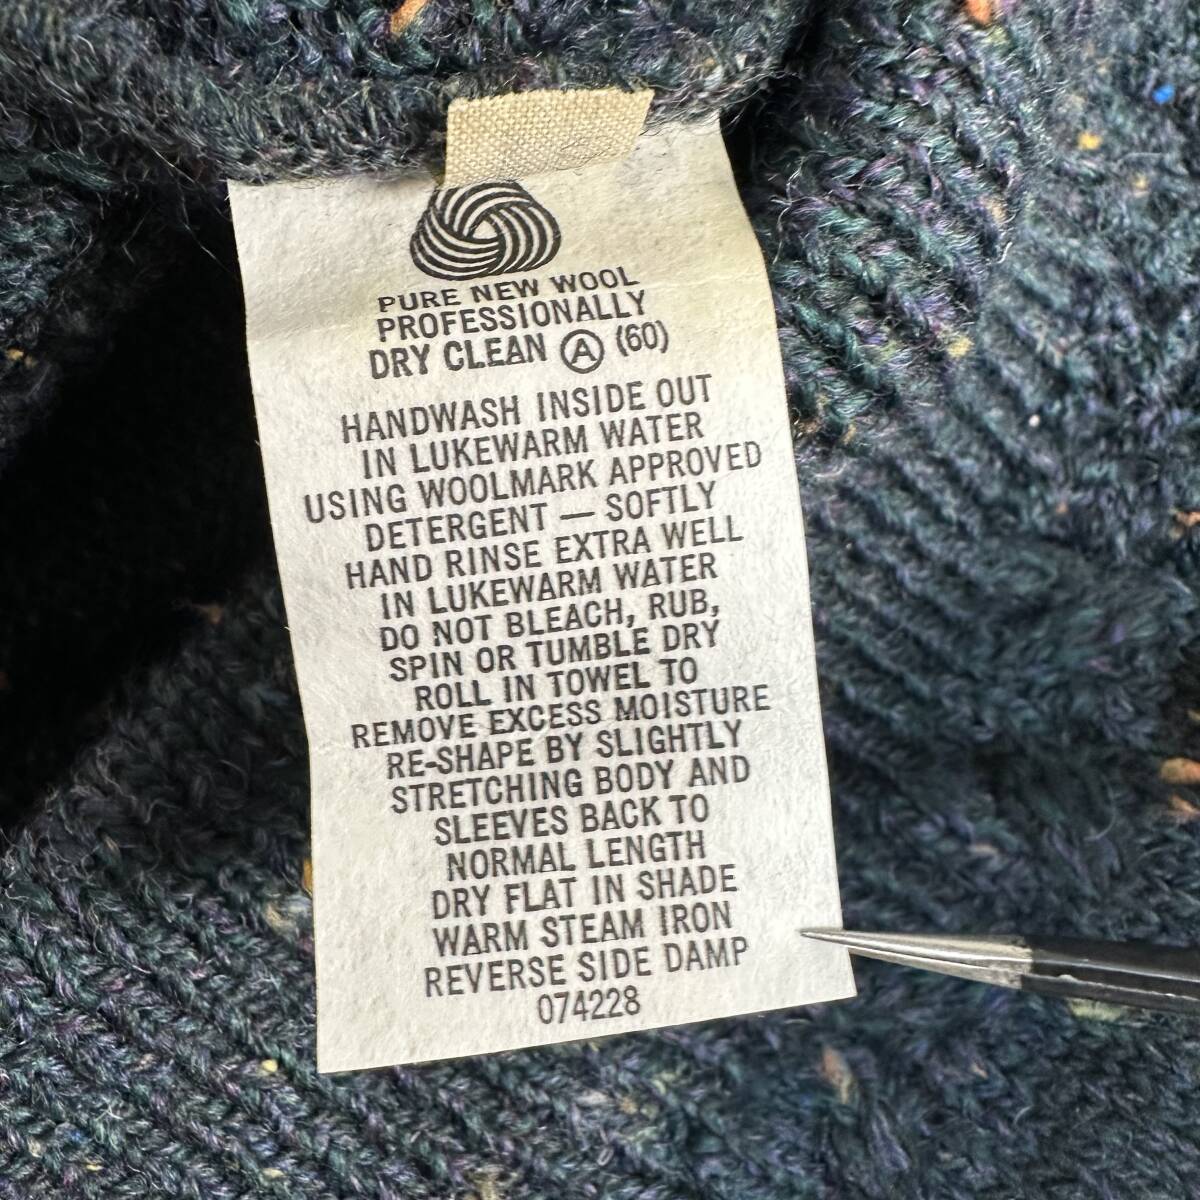 PURE NEW WOOL
PROFESSIONALLY
DRY CLEAN Ⓐ (60)
HANDWASH INSIDE OUT
IN LUKEWARM WATER
USING WOOLMARK APPROVED
DETERGENT — SOFTLY
HAND RINSE EXTRA WELL
IN LUKEWARM WATER
DO NOT BLEACH, RUB,
SPIN OR TUMBLE DRY
ROLL IN TOWEL TO
REMOVE EXCESS MOISTURE
RE-SHAPE BY SLIGHTLY
STRETCHING BODY AND
SLEEVES BACK TO
NORMAL LENGTH
DRY FLAT IN SHADE
WARM STEAM IRON
REVERSE SIDE DAMP
074228